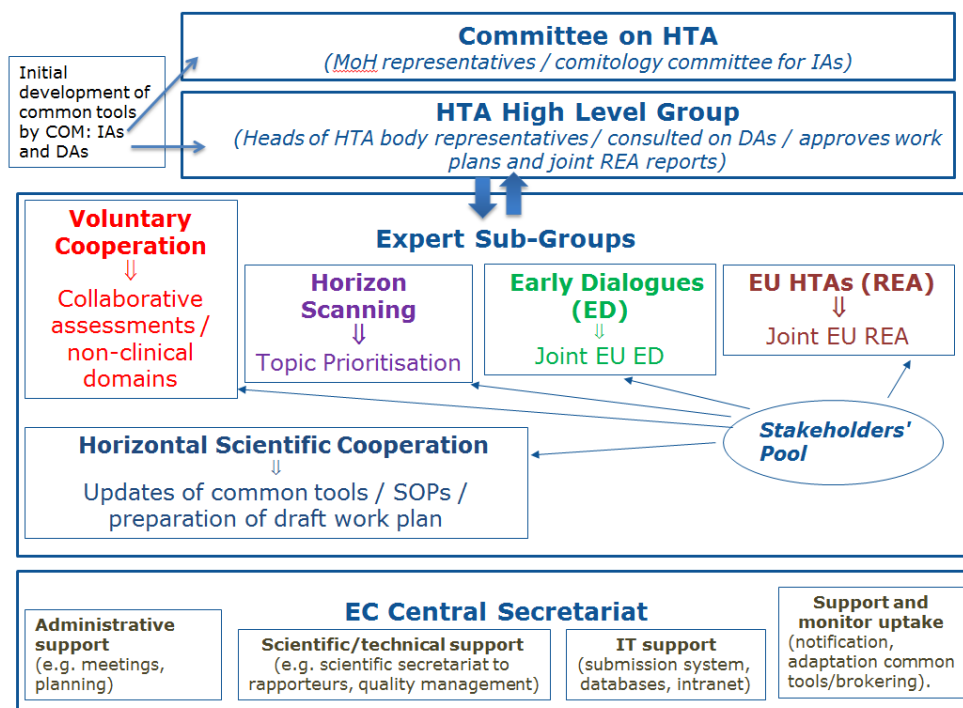 Committee on HTA
(MoH representatives / comitology committee for IAs)
Initial
development of
common tools
by COM: IAs
and DAs
HTA High Level Group
(Heads of HTA body representatives / consulted on DAs / approves work
plans and joint REA reports)
Expert Sub-Groups
Voluntary
Cooperation
⇓
Collaborative
assessments /
non-clinical
domains
Horizon
Scanning
⇓
Topic Prioritisation
Early Dialogues
(ED)
⇓
Joint EU ED
EU HTAs (REA)
⇓
Joint EU REA
Stakeholders'
Pool
Horizontal Scientific Cooperation
⇓
Updates of common tools / SOPs /
preparation of draft work plan
EC Central Secretariat
Administrative
support
(e.g. meetings,
planning)
Scientific/technical support
(e.g. scientific secretariat to
rapporteurs, quality management)
IT support
(submission system,
databases, intranet)
Support and
monitor uptake
(notification,
adaptation common
tools/brokering).